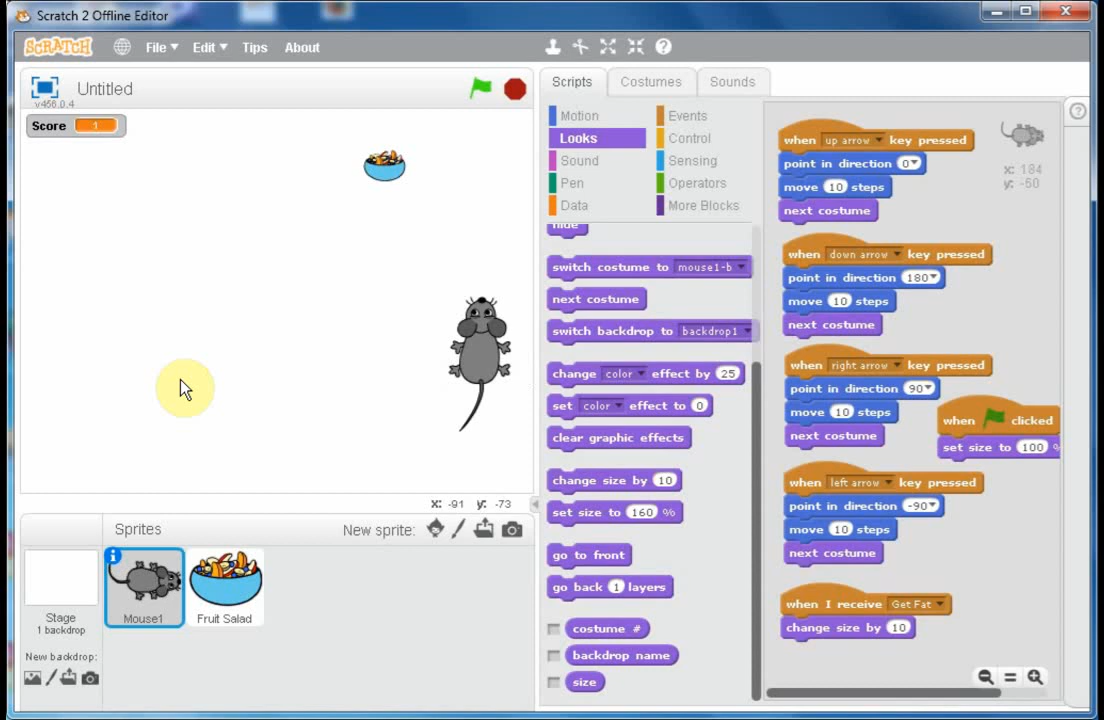 Scratch 2 Offline Editor
SCRATCH File Edit Tips About
Untitled
v456.0.4
Score
Scripts Costumes Sounds
Motion Events
Looks Control
Sound Sensing
Pen Operators
Data More Blocks
hide
switch costume to mouse1-b
next costume
switch backdrop to backdrop1
change color effect by 25
set color effect to 0
clear graphic effects
change size by 10
set size to 160 %
go to front
go back 1 layers
costume #
backdrop name
size
when up arrow key pressed
point in direction 0
move 10 steps
next costume
x: 184
y: -50
when down arrow key pressed
point in direction 180
move 10 steps
next costume
when right arrow key pressed
point in direction 90
move 10 steps
next costume
when clicked
set size to 100 %
when left arrow key pressed
point in direction -90
move 10 steps
next costume
when I receive Get Fat
change size by 10
x: -91 y: -73
Sprites New sprite:
Stage
1 backdrop
New backdrop:
Mouse1
Fruit Salad